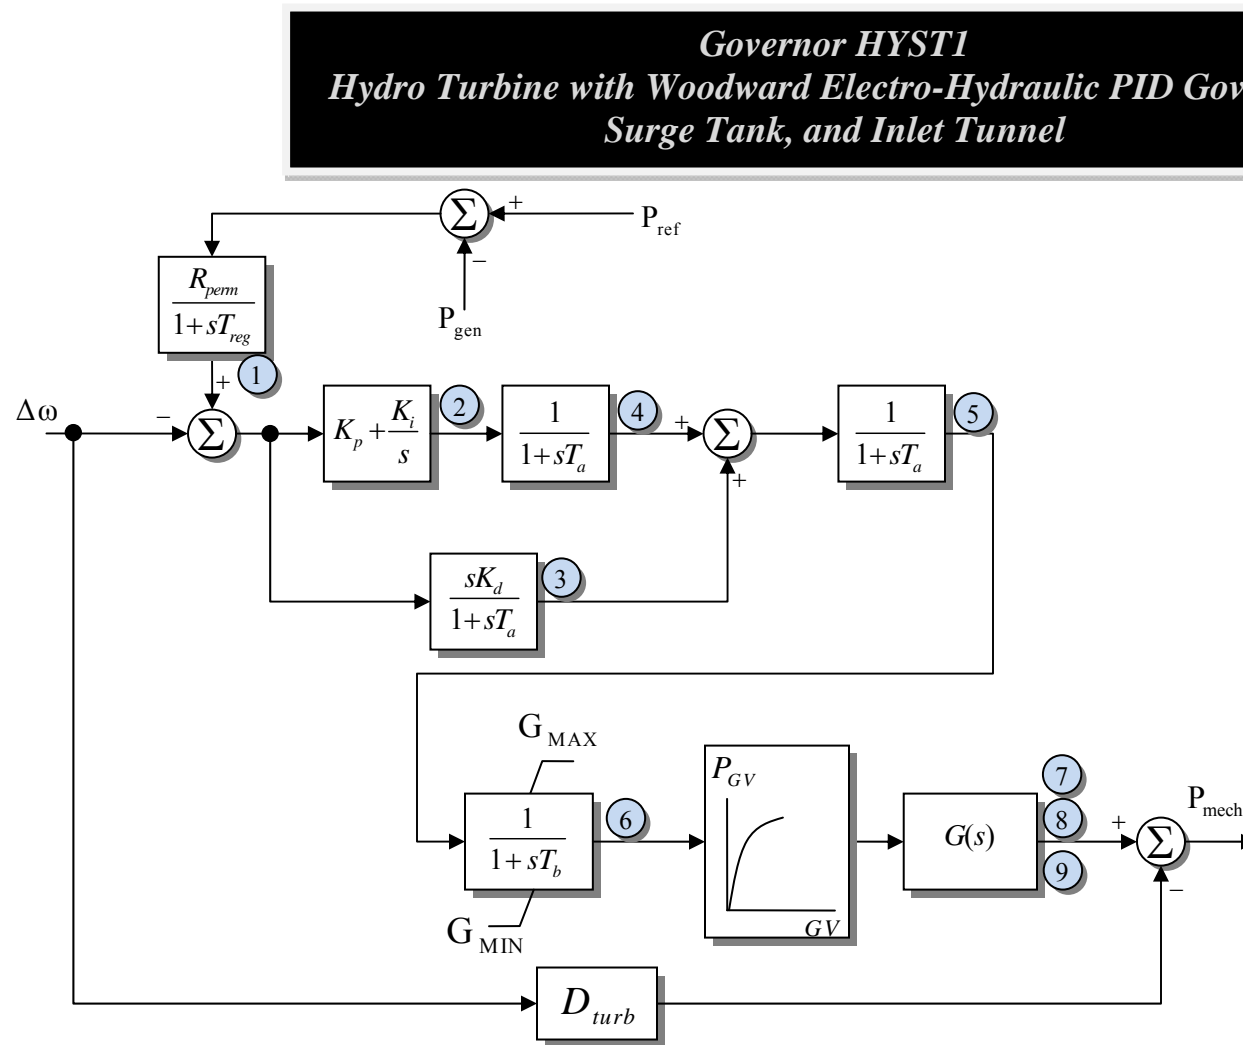 Governor HYST1
Hydro Turbine with Woodward Electro-Hydraulic PID Gov
Surge Tank, and Inlet Tunnel
Σ + P_ref
−
P_gen
R_perm
1+sT_reg
+ 1
Δω − Σ
K_p + K_i
s
2
1
1+sT_a
4
+ Σ
+
1
1+sT_a
5
sK_d
1+sT_a
3
G_MAX
1
1+sT_b
6
G_MIN
P_GV
GV
G(s)
7
8
9
+ Σ P_mech
−
D_turb